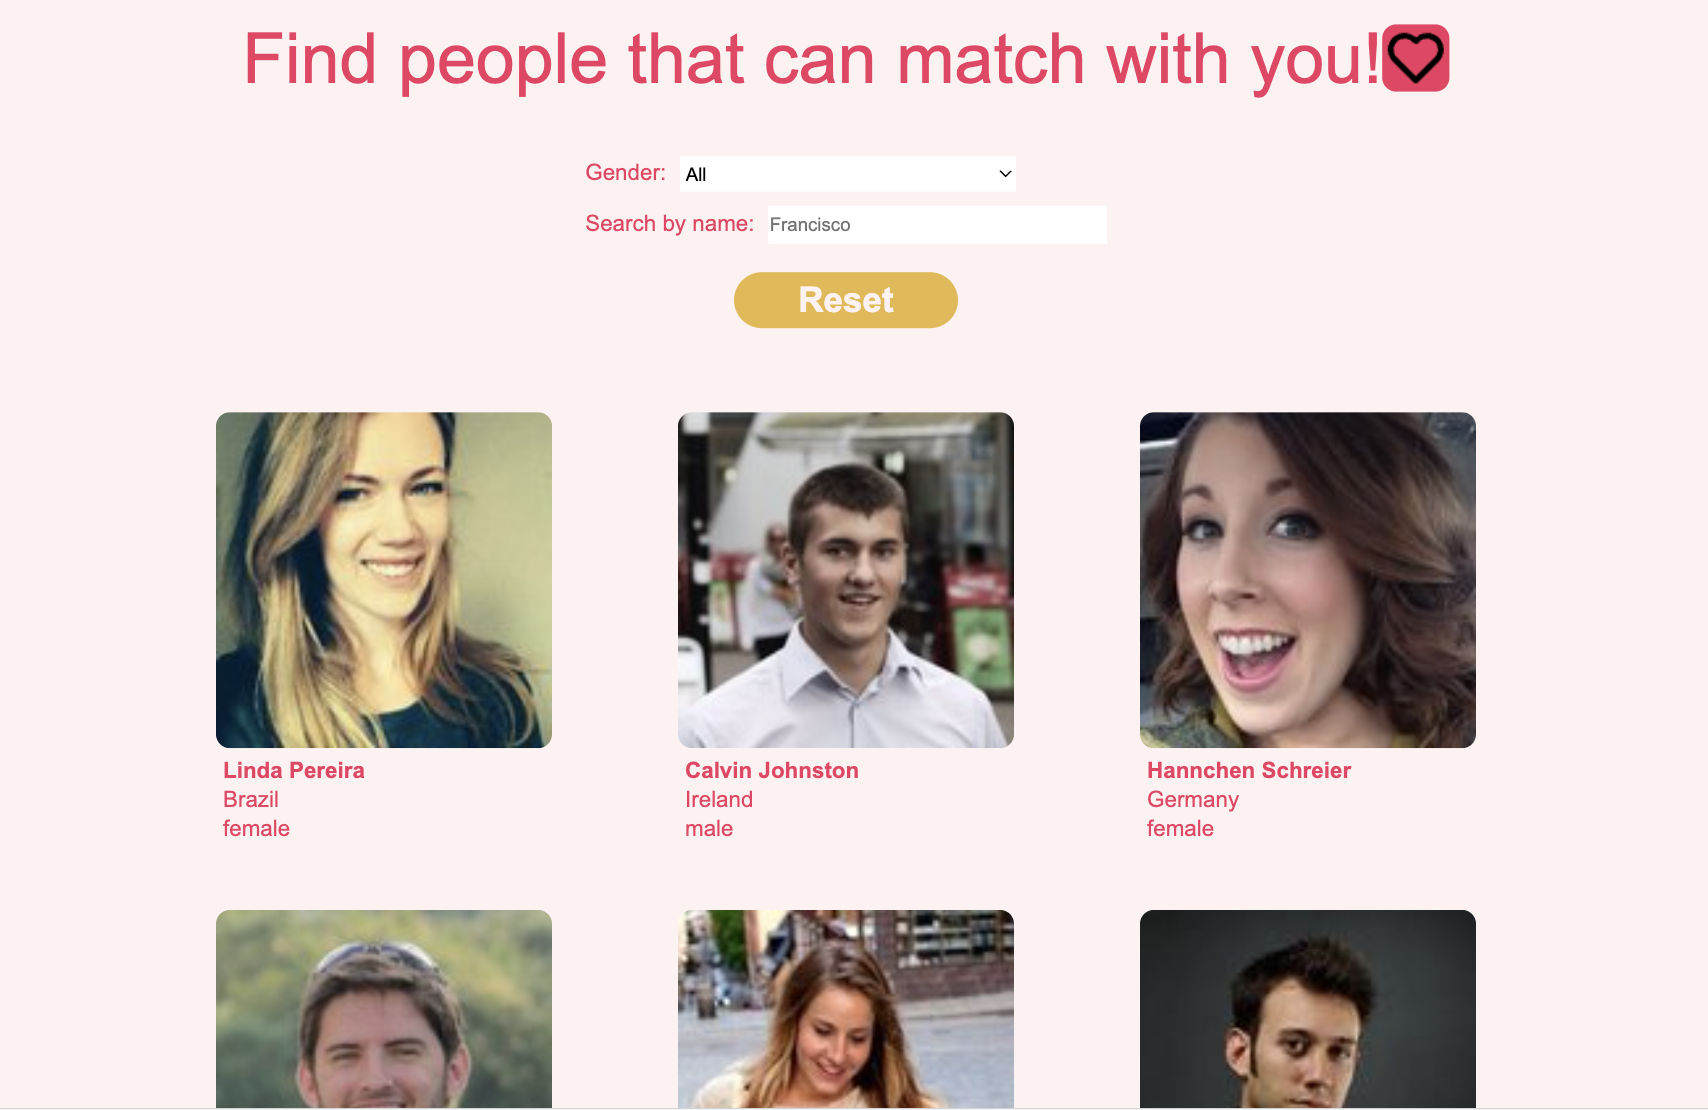 Find people that can match with you!
Gender: All
Search by name: Francisco
Reset
Linda Pereira
Brazil
female
Calvin Johnston
Ireland
male
Hannchen Schreier
Germany
female